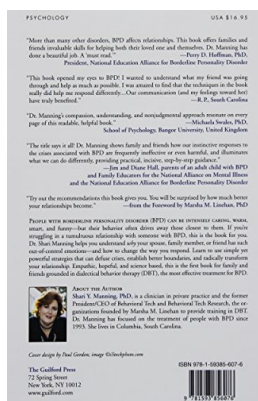 PSYCHOLOGY USA $16.95
"More than many other disorders, BPD affects relationships. This book offers families and
friends invaluable skills for helping both their loved one and themselves. Dr. Manning has
done a beautiful job. A 'must read.'" —Perry D. Hoffman, PhD,
President, National Education Alliance for Borderline Personality Disorder
"This book opened my eyes to BPD! I wanted to understand what my friend was going
through and help as much as possible. I was amazed to find that the techniques in the book
really did help me respond differently....Our communication (and my feelings toward her)
have truly benefited." —R.P., South Carolina
"Dr. Manning's compassion, understanding, and nonjudgmental approach resonate on every
page of this readable, helpful book." —Michaela Swales, PhD,
School of Psychology, Bangor University, United Kingdom
"The title says it all! Dr. Manning shows family and friends how our instinctive responses to
the crises associated with BPD are frequently ineffective or even harmful, and illuminates
what we can do differently, providing practical, incisive, step-by-step guidance."
—Jim and Diane Hall, parents of an adult child with BPD
and Family Educators for the National Alliance on Mental Illness
and the National Education Alliance for Borderline Personality Disorder
"Try out the recommendations this book gives you. You will be surprised by how much better
your relationships become." —from the Foreword by Marsha M. Linehan, PhD
PEOPLE WITH BORDERLINE PERSONALITY DISORDER (BPD) can be intensely caring, warm,
smart, and funny—but their behavior often drives away those closest to them. If you're
struggling in a tumultuous relationship with someone with BPD, this is the book for you.
Dr. Shari Manning helps you understand why your spouse, family member, or friend has such
out-of-control emotions—and how to change the way you respond. Learn to use simple yet
powerful strategies that can defuse crises, establish better boundaries, and radically transform
your relationship. Empathic, hopeful, and science based, this is the first book for family and
friends grounded in dialectical behavior therapy (DBT), the most effective treatment for BPD.
ABOUT THE AUTHOR
Shari Y. Manning, PhD, is a clinician in private practice and the former
President/CEO of Behavioral Tech and Behavioral Tech Research, the or-
ganizations founded by Marsha M. Linehan to provide training in DBT.
Dr. Manning has focused on the treatment of people with BPD since
1993. She lives in Columbia, South Carolina.
Cover design by Paul Gordon; image ©iStockphoto.com
The Guilford Press
72 Spring Street
New York, NY 10012
www.guilford.com
ISBN 978-1-59385-607-6
9 781593 856076